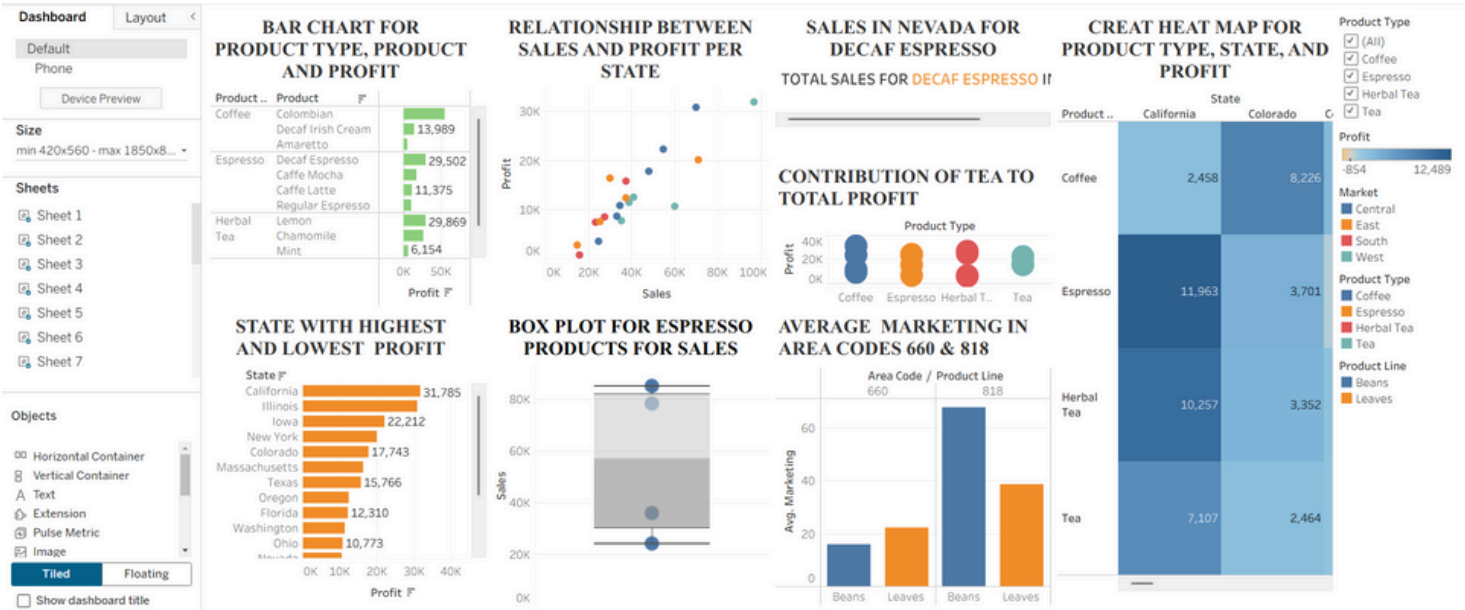 Dashboard
Layout
Default
Phone
Device Preview
Size
min 420x560 - max 1850x8...
Sheets
Sheet 1
Sheet 2
Sheet 3
Sheet 4
Sheet 5
Sheet 6
Sheet 7
Objects
Horizontal Container
Vertical Container
Text
Extension
Pulse Metric
Image
Tiled
Floating
Show dashboard title
BAR CHART FOR
PRODUCT TYPE, PRODUCT
AND PROFIT
Product .. Product
Coffee Colombian
Decaf Irish Cream 13,989
Amaretto
Espresso Decaf Espresso 29,502
Caffe Mocha
Caffe Latte 11,375
Regular Espresso
Herbal Lemon 29,869
Tea Chamomile
Mint 6,154
0K 50K
Profit
RELATIONSHIP BETWEEN
SALES AND PROFIT PER
STATE
30K
20K
Profit
10K
0K
0K 20K 40K 60K 80K 100K
Sales
SALES IN NEVADA FOR
DECAF ESPRESSO
TOTAL SALES FOR DECAF ESPRESSO
CONTRIBUTION OF TEA TO
TOTAL PROFIT
Product Type
Profit
40K
20K
0K
Coffee Espresso Herbal T.. Tea
STATE WITH HIGHEST
AND LOWEST PROFIT
State
California 31,785
Illinois
Iowa 22,212
New York
Colorado 17,743
Massachusetts
Texas 15,766
Oregon
Florida 12,310
Washington
Ohio 10,773
Nevada
0K 10K 20K 30K 40K
Profit
BOX PLOT FOR ESPRESSO
PRODUCTS FOR SALES
80K
60K
Sales
40K
20K
0K
AVERAGE MARKETING IN
AREA CODES 660 & 818
Area Code / Product Line
660 818
Avg. Marketing
60
40
20
0
Beans Leaves Beans Leaves
CREAT HEAT MAP FOR
PRODUCT TYPE, STATE, AND
PROFIT
State
Product .. California Colorado
Coffee 2,458 8,226
Espresso 11,963 3,701
Herbal
Tea 10,257 3,352
Tea 7,107 2,464
Product Type
(All)
Coffee
Espresso
Herbal Tea
Tea
Profit
-854 12,489
Market
Central
East
South
West
Product Type
Coffee
Espresso
Herbal Tea
Tea
Product Line
Beans
Leaves